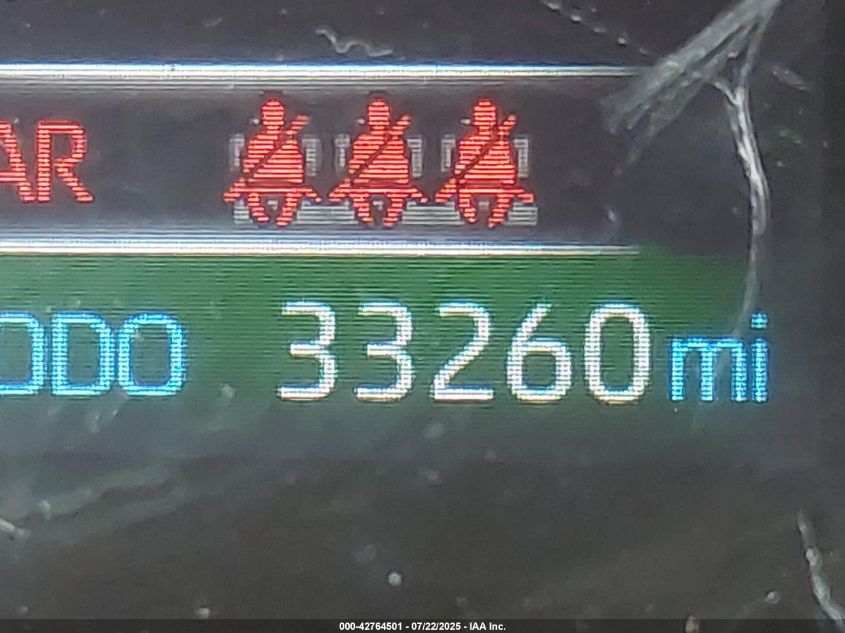 AR
ODO 33260 mi
000-42764501 - 07/22/2025 - IAA Inc.